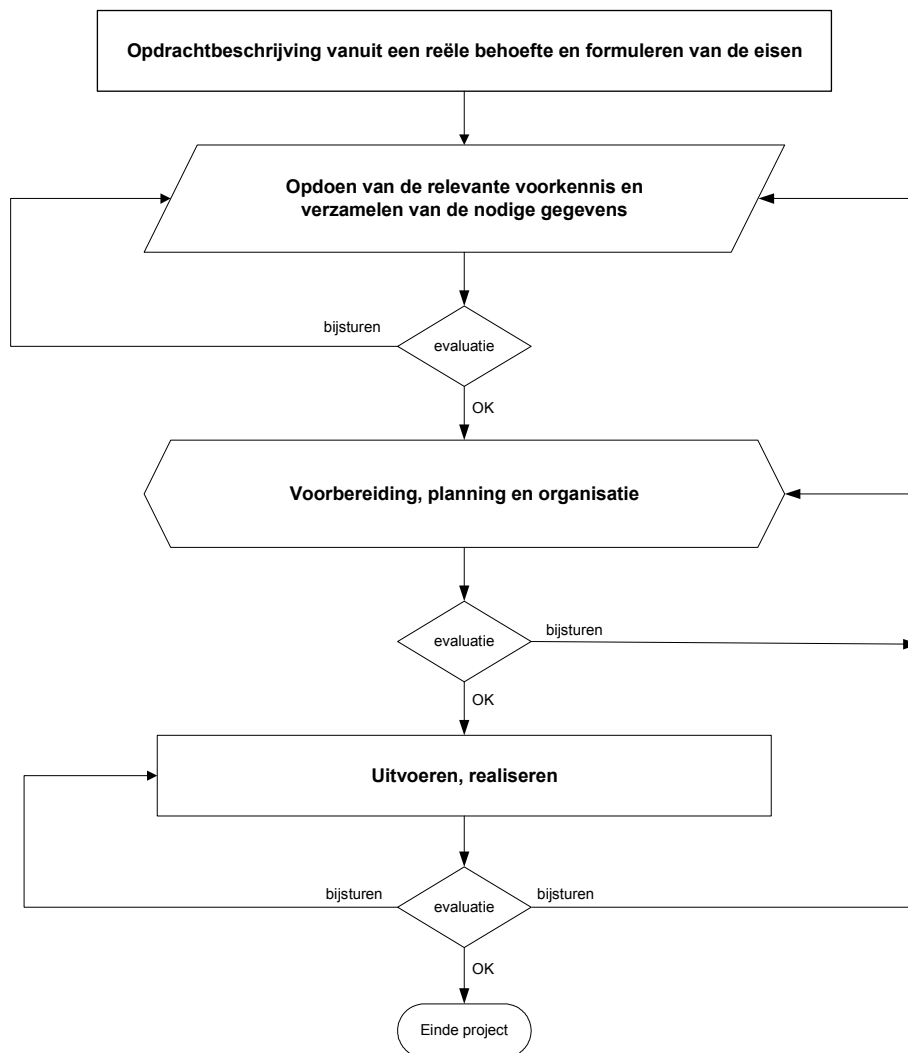 Opdrachtbeschrijving vanuit een reële behoefte en formuleren van de eisen
Opdoen van de relevante voorkennis en
verzamelen van de nodige gegevens
bijsturen
evaluatie
OK
Voorbereiding, planning en organisatie
evaluatie
bijsturen
OK
Uitvoeren, realiseren
bijsturen
evaluatie
bijsturen
OK
Einde project